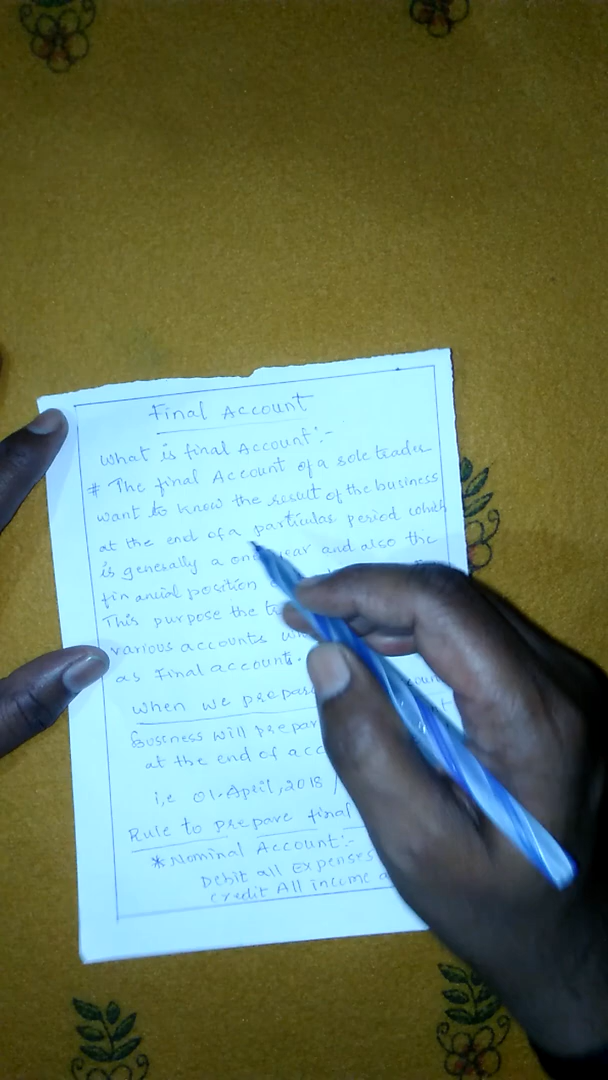 Final Account
What is final Account:-
# The final Account of a sole trader
want to know the result of the business
at the end of a particular period which
is generally a one year and also the
financial position
This purpose the
various accounts
as Final accounts.
When we prepare
Business will prepar
at the end of acc
i,e 01-April,2018 /
Rule to prepare final
* Nominal Account:-
Debit all Expenses
Credit All income a